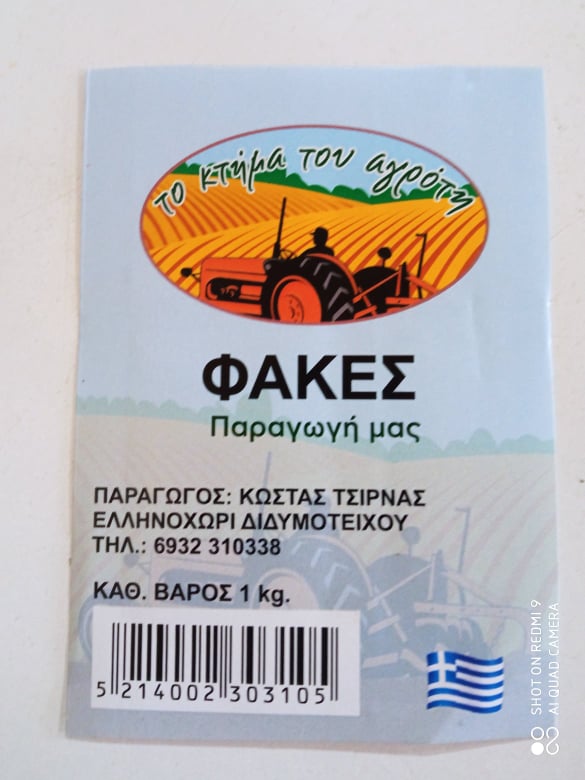 το κτήμα του αγρότη
ΦΑΚΕΣ
Παραγωγή μας
ΠΑΡΑΓΩΓΟΣ: ΚΩΣΤΑΣ ΤΣΙΡΝΑΣ
ΕΛΛΗΝΟΧΩΡΙ ΔΙΔΥΜΟΤΕΙΧΟΥ
ΤΗΛ.: 6932 310338
ΚΑΘ. ΒΑΡΟΣ 1 kg.
5 214002 303105
SHOT ON REDMI 9
AI QUAD CAMERA